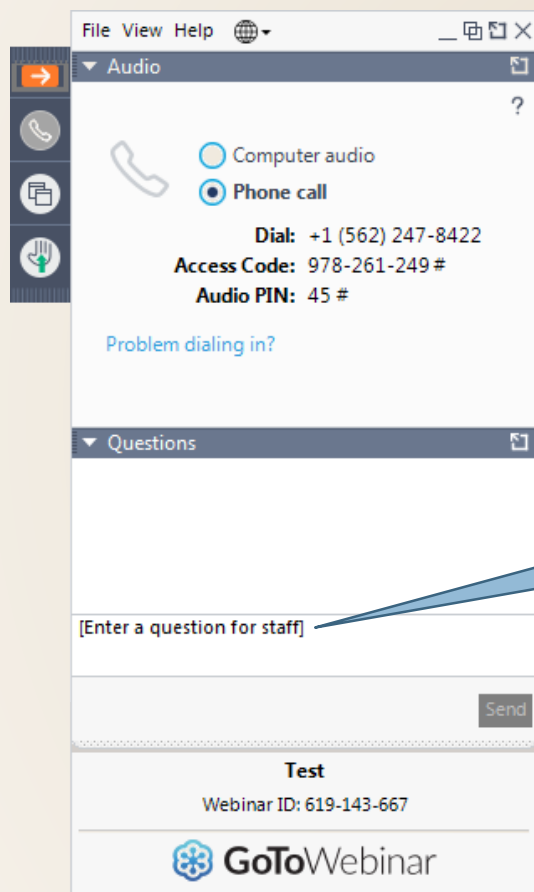 File View Help
Audio
?
Computer audio
Phone call
Dial: +1 (562) 247-8422
Access Code: 978-261-249 #
Audio PIN: 45 #
Problem dialing in?
Questions
[Enter a question for staff]
Send
Test
Webinar ID: 619-143-667
GoToWebinar